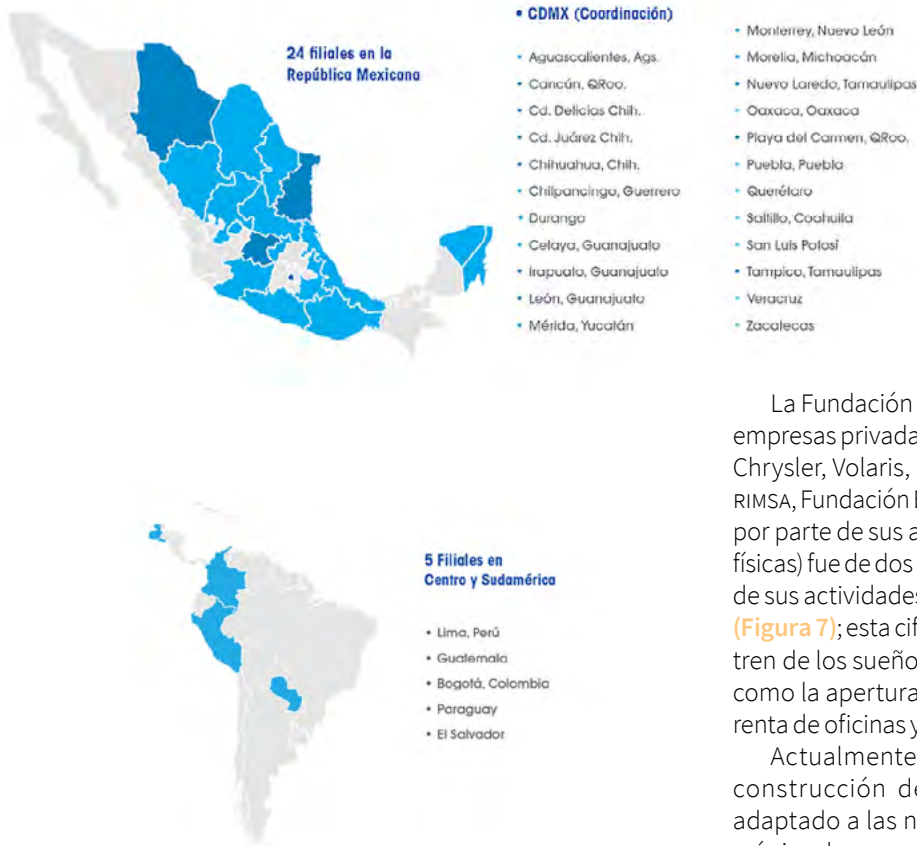 24 filiales en la
República Mexicana
• CDMX (Coordinación)
• Aguascalientes, Ags.
• Cancún, QRoo.
• Cd. Delicias Chih.
• Cd. Juárez Chih.
• Chihuahua, Chih.
• Chilpancingo, Guerrero
• Durango
• Celaya, Guanajuato
• Irapuato, Guanajuato
• León, Guanajuato
• Mérida, Yucatán
• Monterrey, Nuevo León
• Morelia, Michoacán
• Nuevo Laredo, Tamaulipas
• Oaxaca, Oaxaca
• Playa del Carmen, QRoo.
• Puebla, Puebla
• Querétaro
• Saltillo, Coahuila
• San Luis Potosí
• Tampico, Tamaulipas
• Veracruz
• Zacatecas
5 Filiales en
Centro y Sudamérica
• Lima, Perú
• Guatemala
• Bogotá, Colombia
• Paraguay
• El Salvador
La Fundación
empresas privada
Chrysler, Volaris,
RIMSA, Fundación
por parte de sus a
físicas) fue de dos
de sus actividades
(Figura 7); esta cif
tren de los sueño
como la apertura
renta de oficinas y
Actualmente
construcción de
adaptado a las n